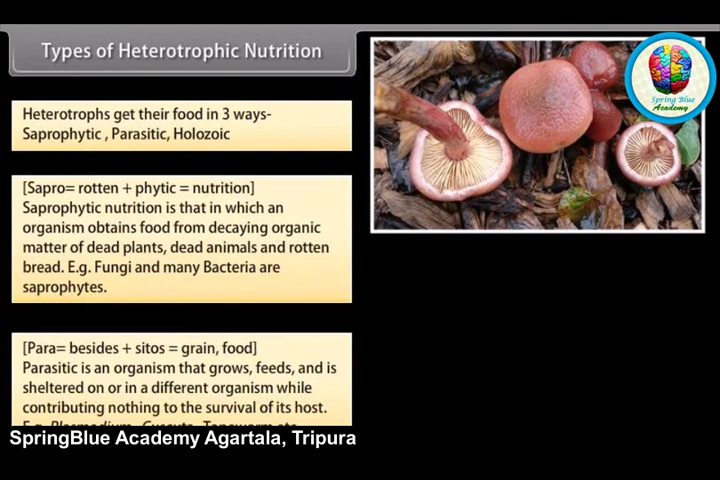 Types of Heterotrophic Nutrition
Heterotrophs get their food in 3 ways-
Saprophytic , Parasitic, Holozoic
[Sapro= rotten + phytic = nutrition]
Saprophytic nutrition is that in which an
organism obtains food from decaying organic
matter of dead plants, dead animals and rotten
bread. E.g. Fungi and many Bacteria are
saprophytes.
[Para= besides + sitos = grain, food]
Parasitic is an organism that grows, feeds, and is
sheltered on or in a different organism while
contributing nothing to the survival of its host.
E.g. Plasmodium, Cuscuta, Tapeworm etc
SpringBlue Academy Agartala, Tripura
Spring Blue
Academy